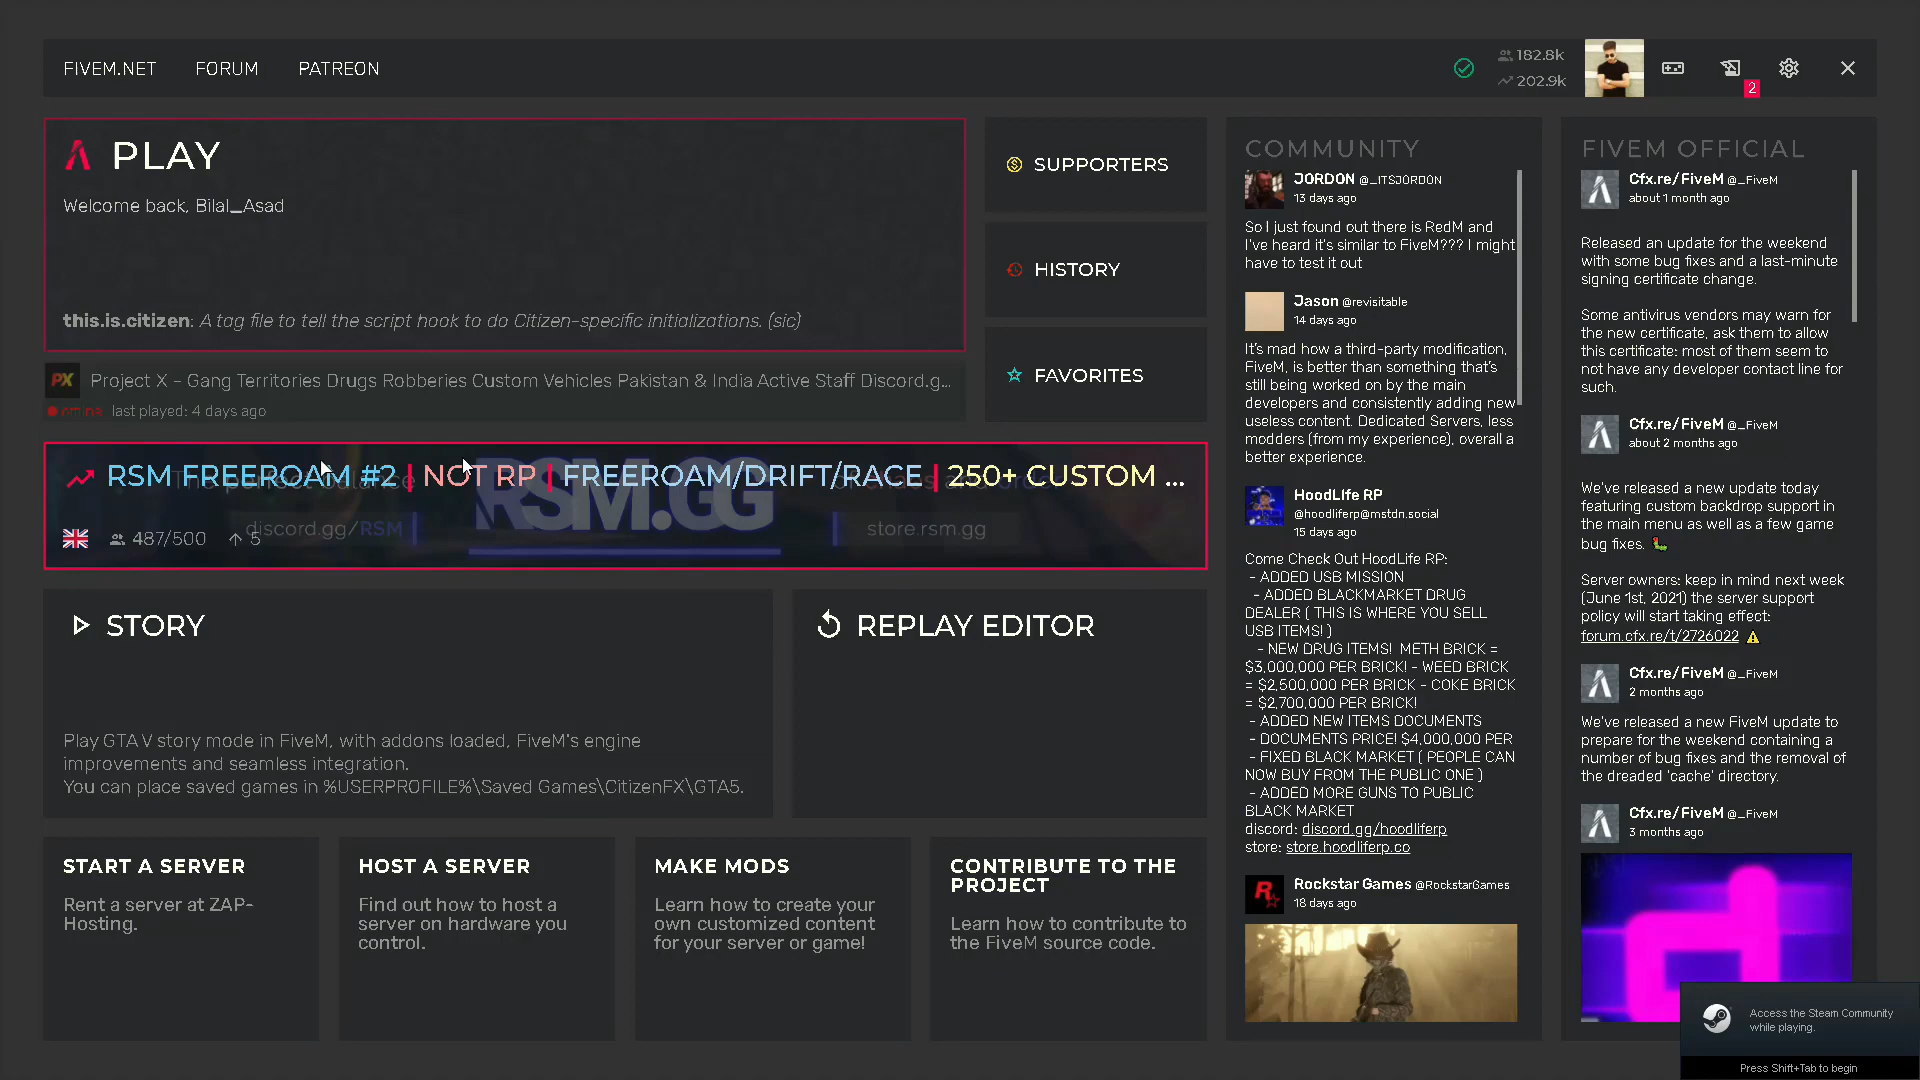 FIVEM.NET
FORUM
PATREON
182.8k
202.9k
2
PLAY
Welcome back, Bilal_Asad
this.is.citizen: A tag file to tell the script hook to do Citizen-specific initializations. (sic)
PX
Project X - Gang Territories Drugs Robberies Custom Vehicles Pakistan & India Active Staff Discord.g...
last played: 4 days ago
SUPPORTERS
HISTORY
FAVORITES
RSM FREEROAM #2 | NOT RP | FREEROAM/DRIFT/RACE | 250+ CUSTOM ...
RSM.GG
discord.gg/RSM
store.rsm.gg
487/500
5
STORY
Play GTA V story mode in FiveM, with addons loaded, FiveM's engine
improvements and seamless integration.
You can place saved games in %USERPROFILE%\Saved Games\CitizenFX\GTA5.
REPLAY EDITOR
START A SERVER
Rent a server at ZAP-
Hosting.
HOST A SERVER
Find out how to host a
server on hardware you
control.
MAKE MODS
Learn how to create your
own customized content
for your server or game!
CONTRIBUTE TO THE
PROJECT
Learn how to contribute to
the FiveM source code.
COMMUNITY
JORDON @_ITSJORDON
13 days ago
So I just found out there is RedM and
I've heard it's similar to FiveM??? I might
have to test it out
Jason @revisitable
14 days ago
It's mad how a third-party modification,
FiveM, is better than something that's
still being worked on by the main
developers and consistently adding new
useless content. Dedicated Servers, less
modders (from my experience), overall a
better experience.
HoodLIfe RP
@hoodliferp@mstdn.social
15 days ago
Come Check Out HoodLife RP:
- ADDED USB MISSION
- ADDED BLACKMARKET DRUG
DEALER ( THIS IS WHERE YOU SELL
USB ITEMS! )
- NEW DRUG ITEMS! METH BRICK =
$3,000,000 PER BRICK! - WEED BRICK
= $2,500,000 PER BRICK - COKE BRICK
= $2,700,000 PER BRICK!
- ADDED NEW ITEMS DOCUMENTS
- DOCUMENTS PRICE! $4,000,000 PER
- FIXED BLACK MARKET ( PEOPLE CAN
NOW BUY FROM THE PUBLIC ONE )
- ADDED MORE GUNS TO PUBLIC
BLACK MARKET
discord: discord.gg/hoodliferp
store: store.hoodliferp.co
Rockstar Games @RockstarGames
18 days ago
FIVEM OFFICIAL
Cfx.re/FiveM @_FiveM
about 1 month ago
Released an update for the weekend
with some bug fixes and a last-minute
signing certificate change.
Some antivirus vendors may warn for
the new certificate, ask them to allow
this certificate: most of them seem to
not have any developer contact line for
such.
Cfx.re/FiveM @_FiveM
about 2 months ago
We've released a new update today
featuring custom backdrop support in
the main menu as well as a few game
bug fixes. 🐛
Server owners: keep in mind next week
(June 1st, 2021) the server support
policy will start taking effect:
forum.cfx.re/t/2726022 ⚠️
Cfx.re/FiveM @_FiveM
2 months ago
We've released a new FiveM update to
prepare for the weekend containing a
number of bug fixes and the removal of
the dreaded 'cache' directory.
Cfx.re/FiveM @_FiveM
3 months ago
Access the Steam Community
while playing.
Press Shift+Tab to begin